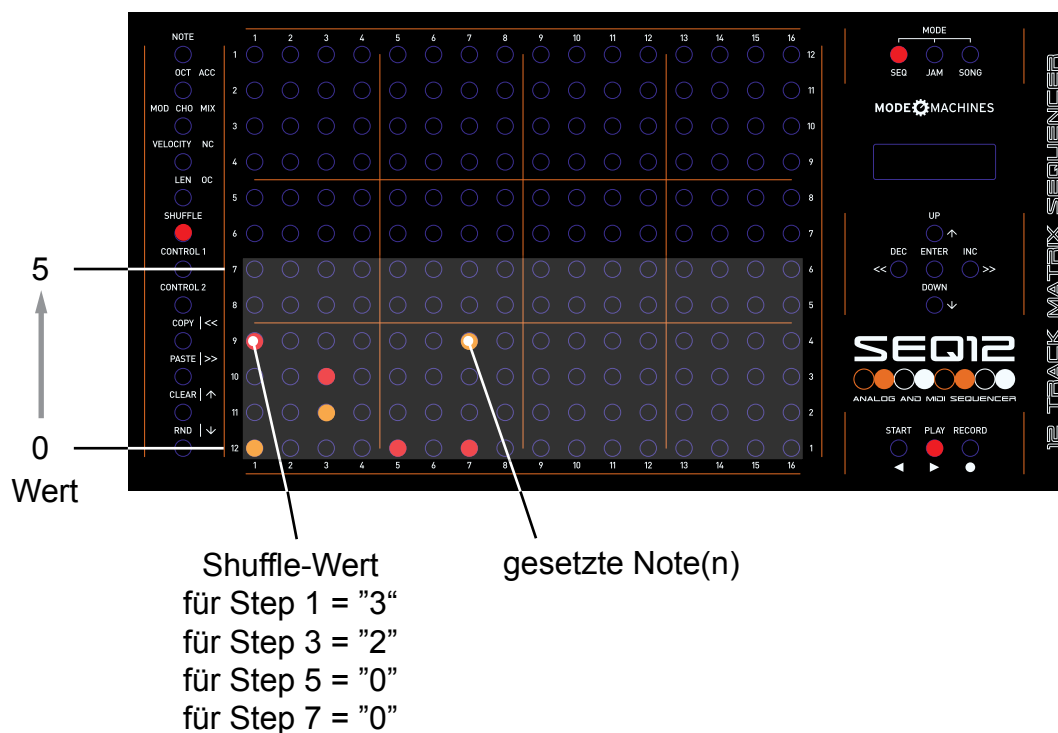 NOTE
OCT ACC
MOD CHO MIX
VELOCITY NC
LEN OC
SHUFFLE
CONTROL 1
CONTROL 2
COPY | <<
PASTE | >>
CLEAR | ↑
RND | ↓
1 2 3 4 5 6 7 8 9 10 11 12 13 14 15 16
1 12
2 11
3 10
4 9
5 8
6 7
7 6
8 5
9 4
10 3
11 2
12 1
1 2 3 4 5 6 7 8 9 10 11 12 13 14 15 16
MODE
SEQ JAM SONG
MODE MACHINES
UP
↑
DEC ENTER INC
<< >>
DOWN
↓
SEQ12
ANALOG AND MIDI SEQUENCER
START PLAY RECORD
◀ ▶ ●
12 TRACK MATRIX SEQUENCER
5
0
Wert
Shuffle-Wert
für Step 1 = ”3“
für Step 3 = ”2”
für Step 5 = ”0”
für Step 7 = ”0”
gesetzte Note(n)